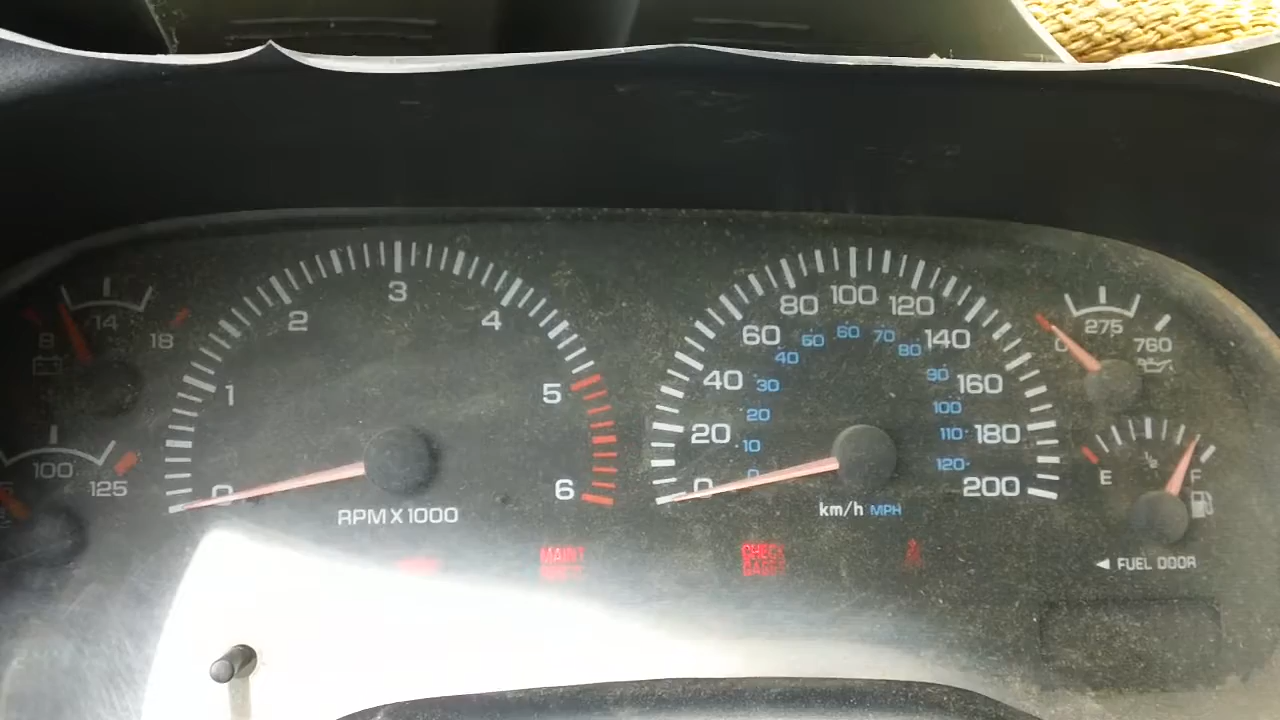 8 14 18
100 125
0 1 2 3 4 5 6
RPM X 1000
0 20 40 60 80 100 120 140 160 180 200
0 10 20 30 40 50 60 70 80 90 100 110 120
km/h MPH
0 275 760
E ½ F
◄ FUEL DOOR
MAINT
CHECK
GAGES